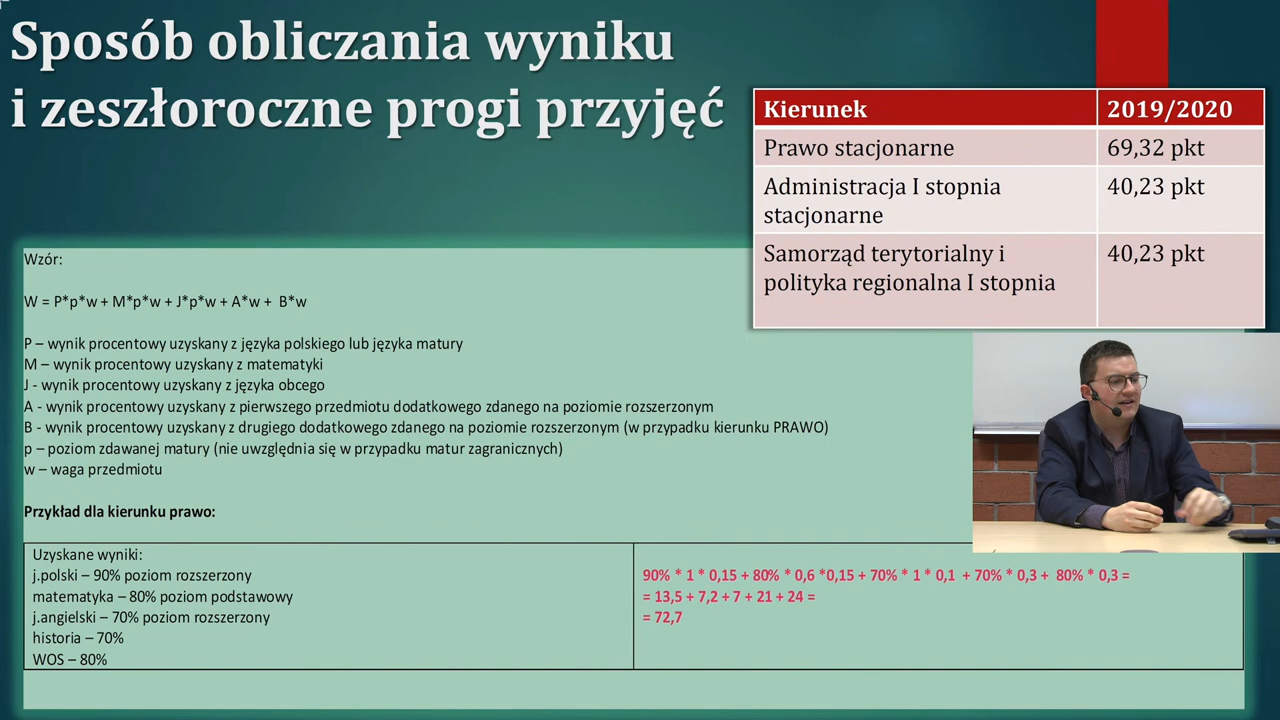 Sposób obliczania wyniku
i zeszłoroczne progi przyjęć
Kierunek 2019/2020
Prawo stacjonarne 69,32 pkt
Administracja I stopnia 40,23 pkt
stacjonarne
Samorząd terytorialny i 40,23 pkt
polityka regionalna I stopnia
Wzór:
W = P*p*w + M*p*w + J*p*w + A*w + B*w
P – wynik procentowy uzyskany z języka polskiego lub języka matury
M – wynik procentowy uzyskany z matematyki
J - wynik procentowy uzyskany z języka obcego
A - wynik procentowy uzyskany z pierwszego przedmiotu dodatkowego zdanego na poziomie rozszerzonym
B - wynik procentowy uzyskany z drugiego dodatkowego zdanego na poziomie rozszerzonym (w przypadku kierunku PRAWO)
p – poziom zdawanej matury (nie uwzględnia się w przypadku matur zagranicznych)
w – waga przedmiotu
Przykład dla kierunku prawo:
Uzyskane wyniki:
j.polski – 90% poziom rozszerzony
matematyka – 80% poziom podstawowy
j.angielski – 70% poziom rozszerzony
historia – 70%
WOS – 80%
90% * 1 * 0,15 + 80% * 0,6 *0,15 + 70% * 1 * 0,1 + 70% * 0,3 + 80% * 0,3 =
= 13,5 + 7,2 + 7 + 21 + 24 =
= 72,7